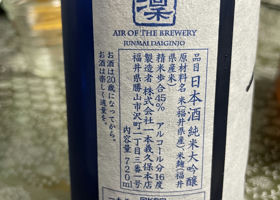 凜
AIR OF THE BREWERY
JUNMAI DAIGINJO
品目 日本酒 純米大吟醸
原材料名 米(福井県産)、米麹(福井
県産米)
精米歩合45% アルコール分16度
製造者 株式会社一本義久保本店
福井県勝山市沢町一丁目三番一号
内容量 720ml
お酒は20歳になってから。
お酒は楽しく適量を。